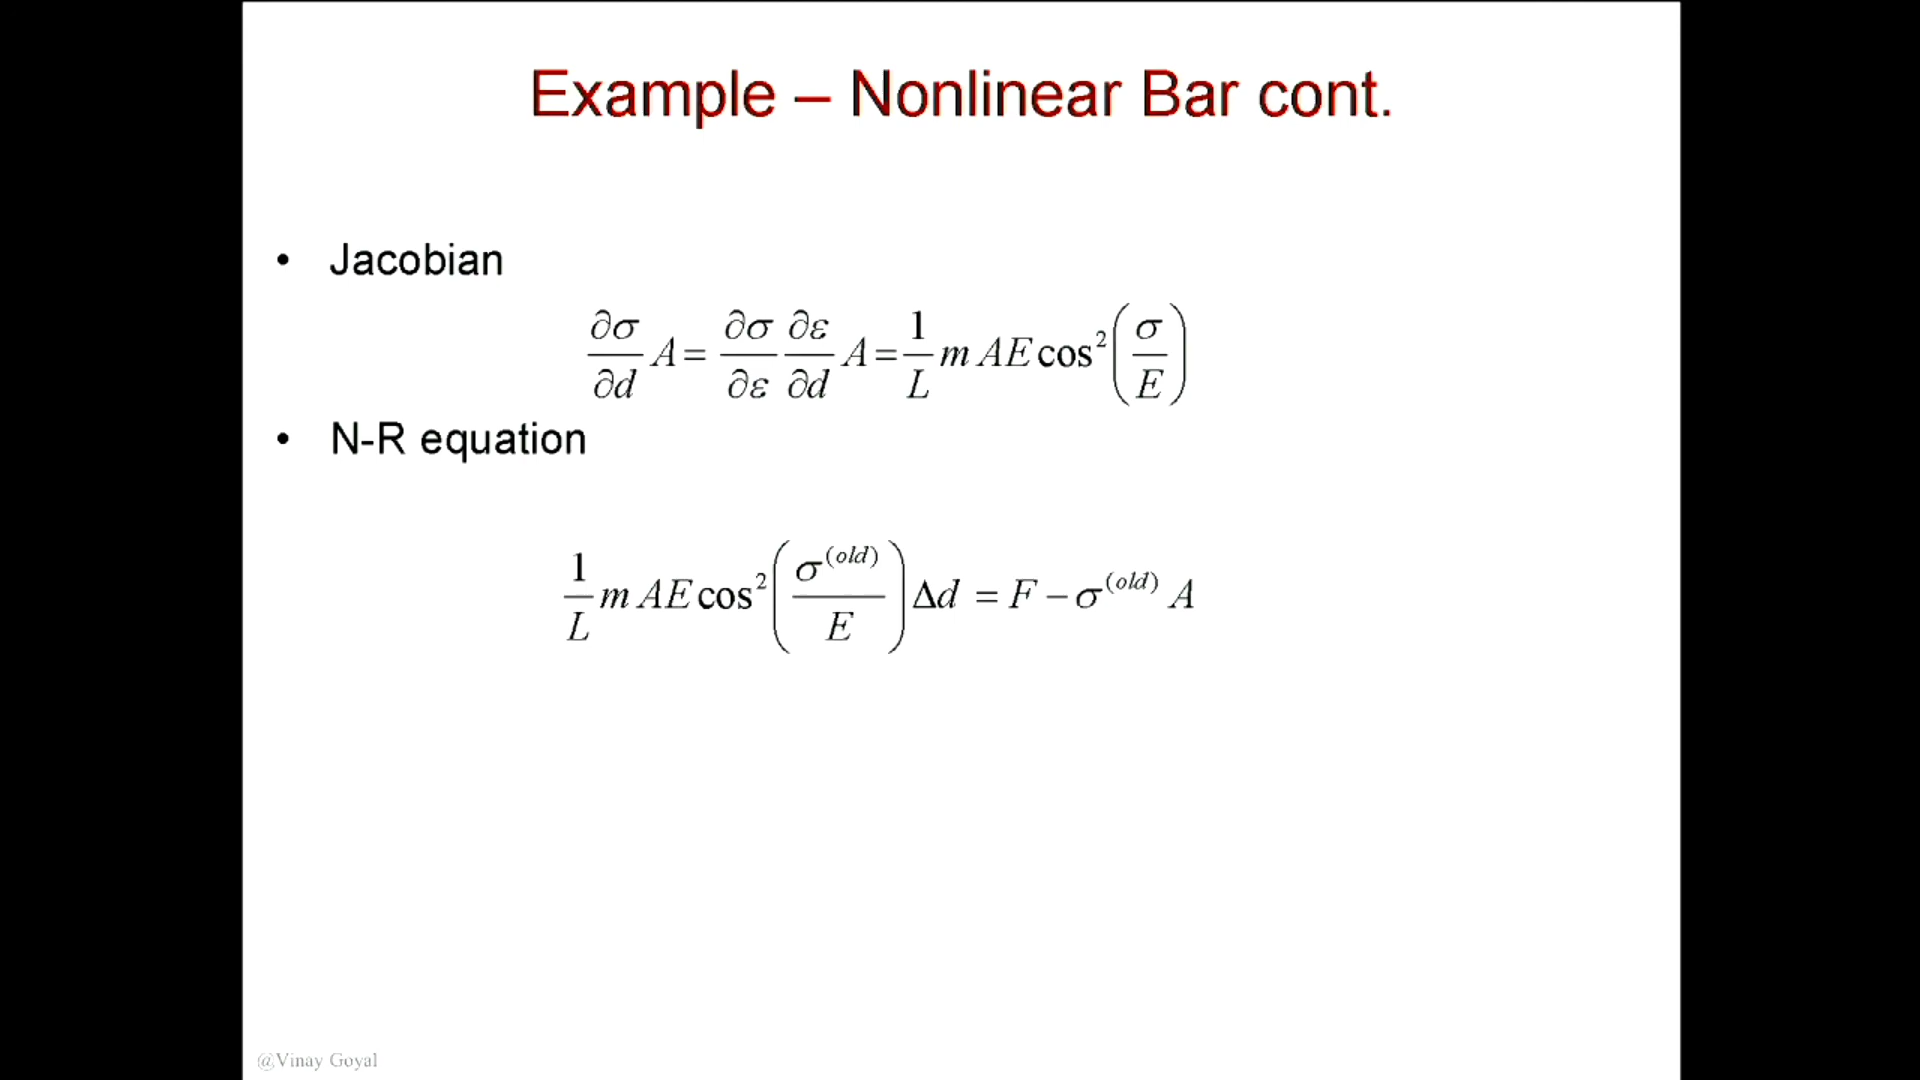 Example – Nonlinear Bar cont.
• Jacobian
∂σ/∂d A = ∂σ/∂ε ∂ε/∂d A = 1/L m AE cos²(σ/E)
• N-R equation
1/L m AE cos²(σ^(old)/E) Δd = F − σ^(old) A
@Vinay Goyal